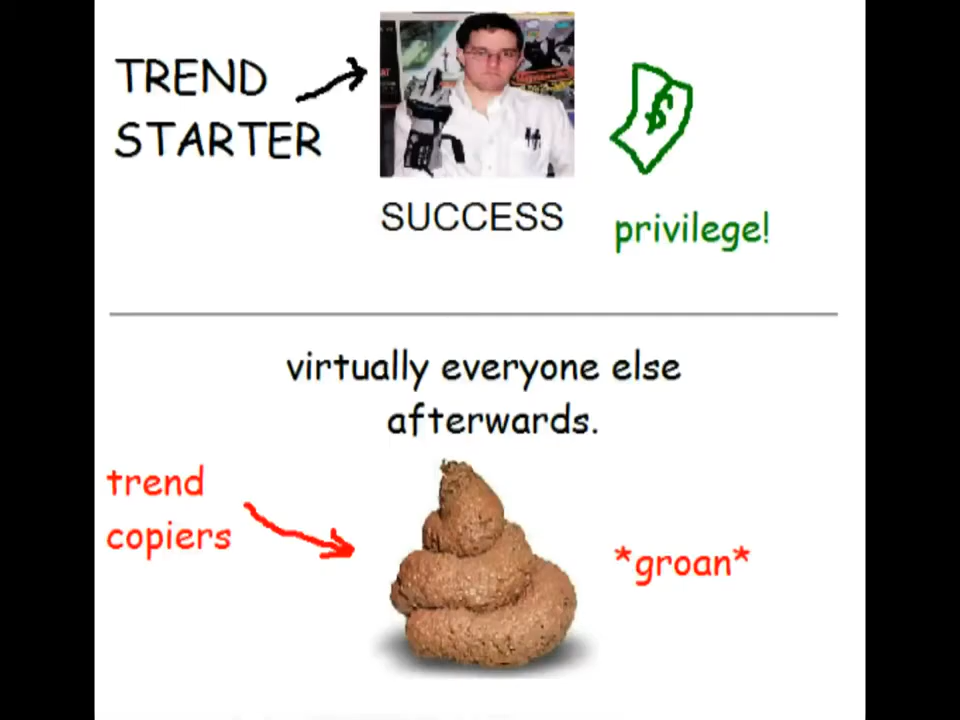 TREND
STARTER
$
SUCCESS
privilege!
virtually everyone else
afterwards.
trend
copiers
*groan*